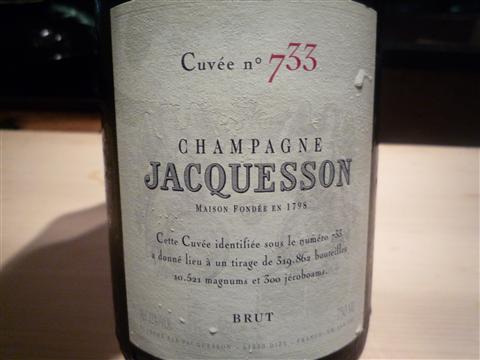 Cuvée nº 733
CHAMPAGNE
JACQUESSON
MAISON FONDÉE EN 1798
Cette Cuvée identifiée sous le numéro 733
a donné lieu à un tirage de 319.862 bouteilles
10.521 magnums et 300 jéroboams.
BRUT